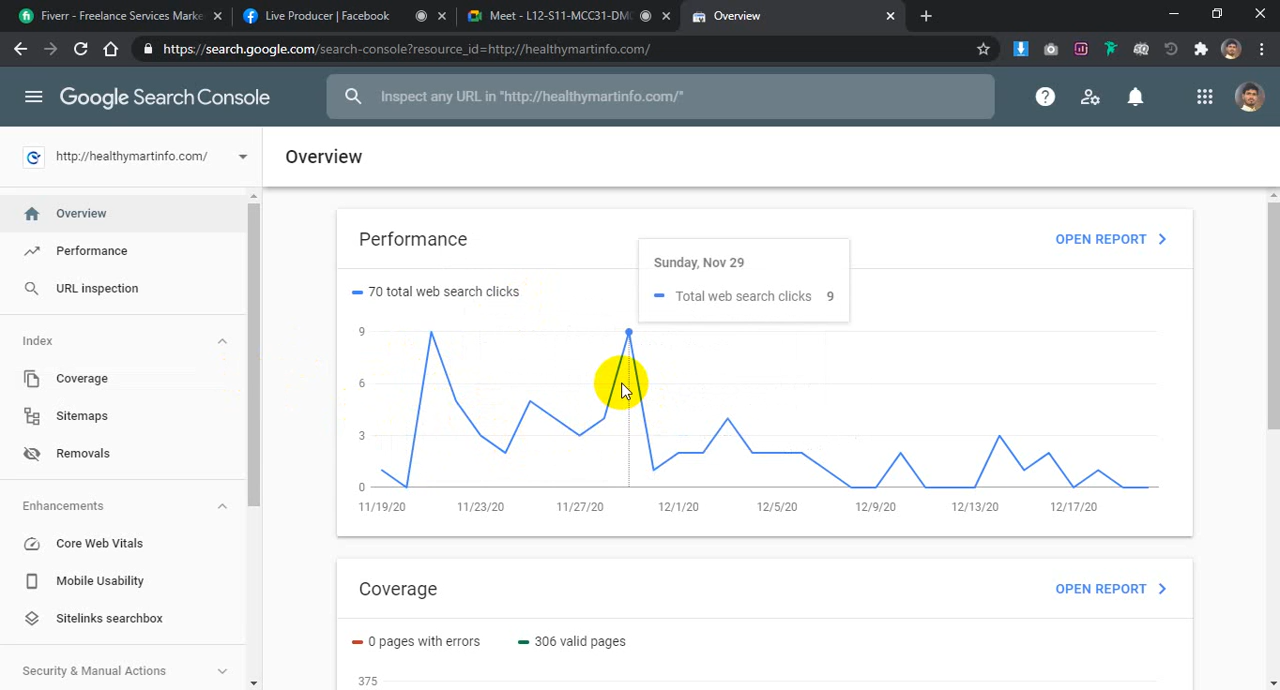 Fiverr - Freelance Services Marke
Live Producer | Facebook
Meet - L12-S11-MCC31-DM
Overview
https://search.google.com/search-console?resource_id=http://healthymartinfo.com/
Google Search Console
Inspect any URL in "http://healthymartinfo.com/"
http://healthymartinfo.com/
Overview
Overview
Performance
URL inspection
Index
Coverage
Sitemaps
Removals
Enhancements
Core Web Vitals
Mobile Usability
Sitelinks searchbox
Security & Manual Actions
Performance
OPEN REPORT
70 total web search clicks
Sunday, Nov 29
Total web search clicks 9
9
6
3
0
11/19/20 11/23/20 11/27/20 12/1/20 12/5/20 12/9/20 12/13/20 12/17/20
Coverage
OPEN REPORT
0 pages with errors 306 valid pages
375